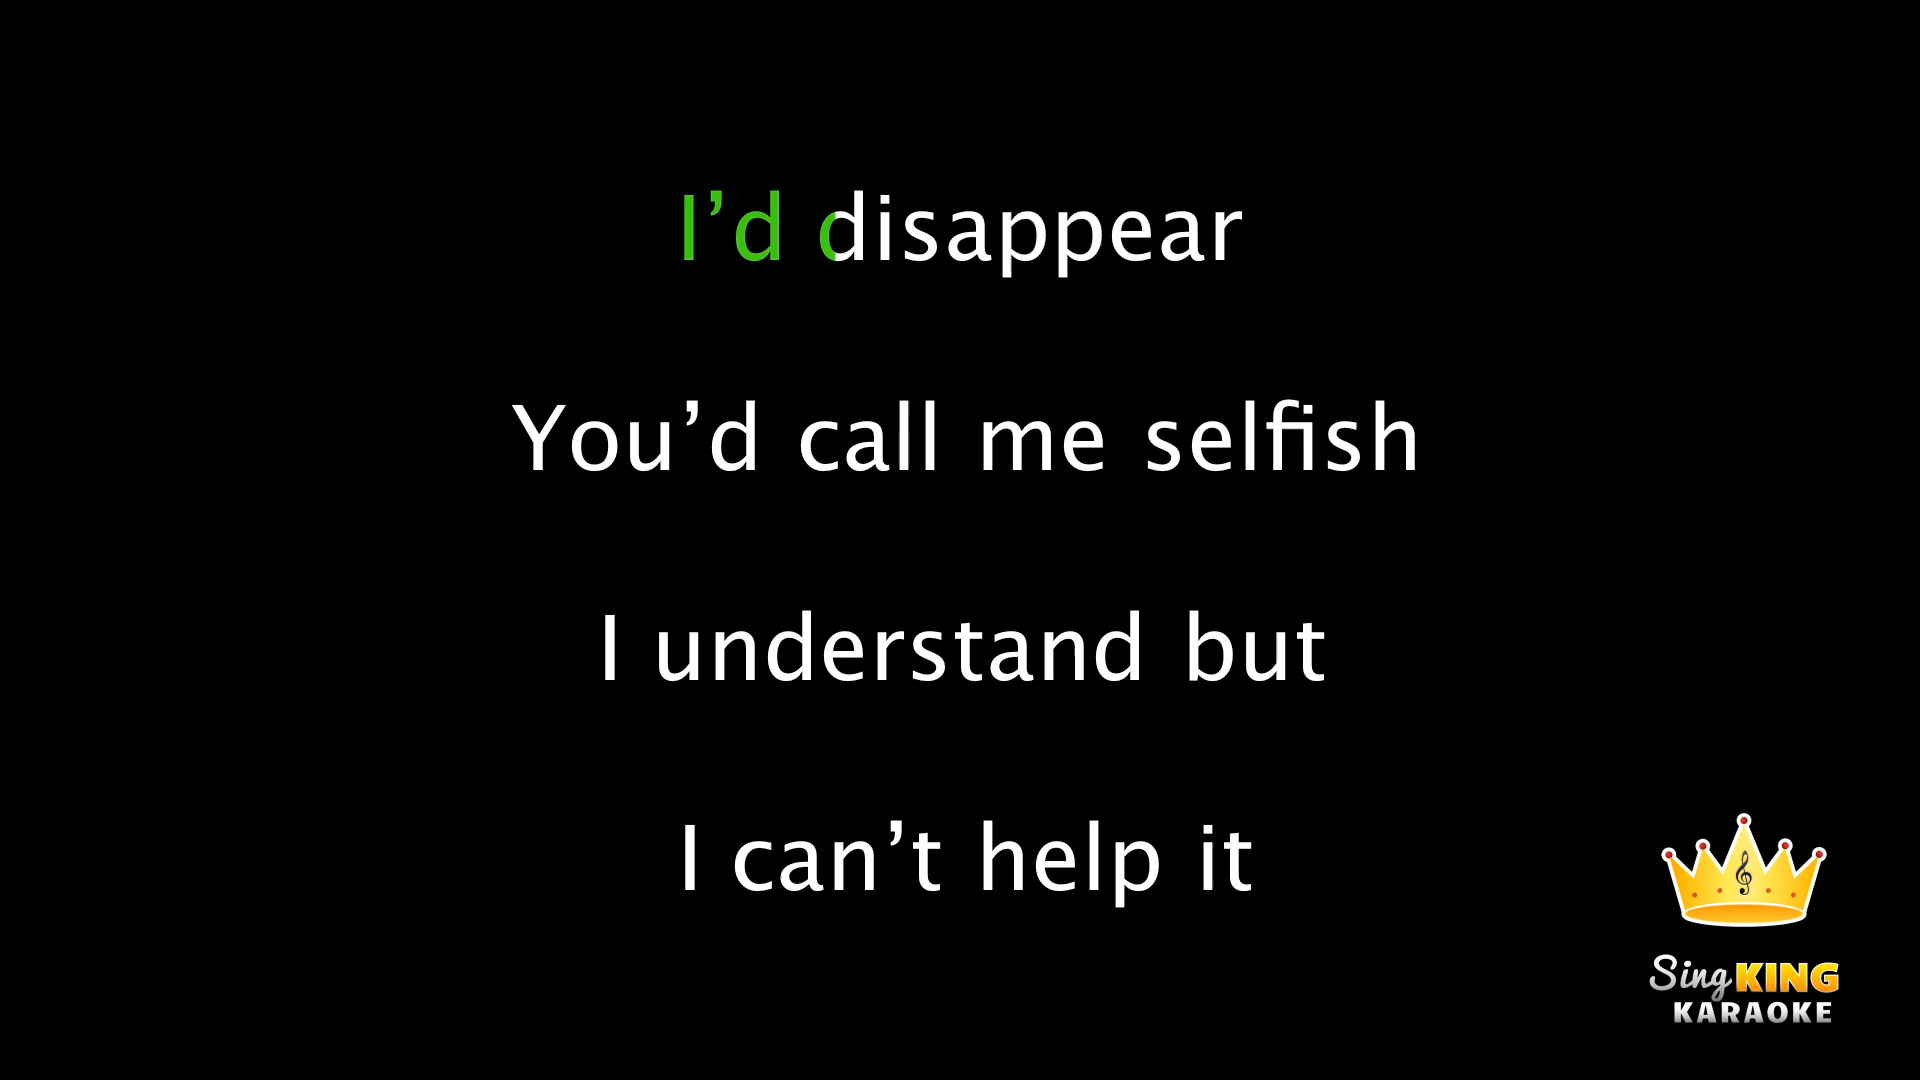 I’d disappear
You’d call me selfish
I understand but
I can’t help it
Sing KING
KARAOKE